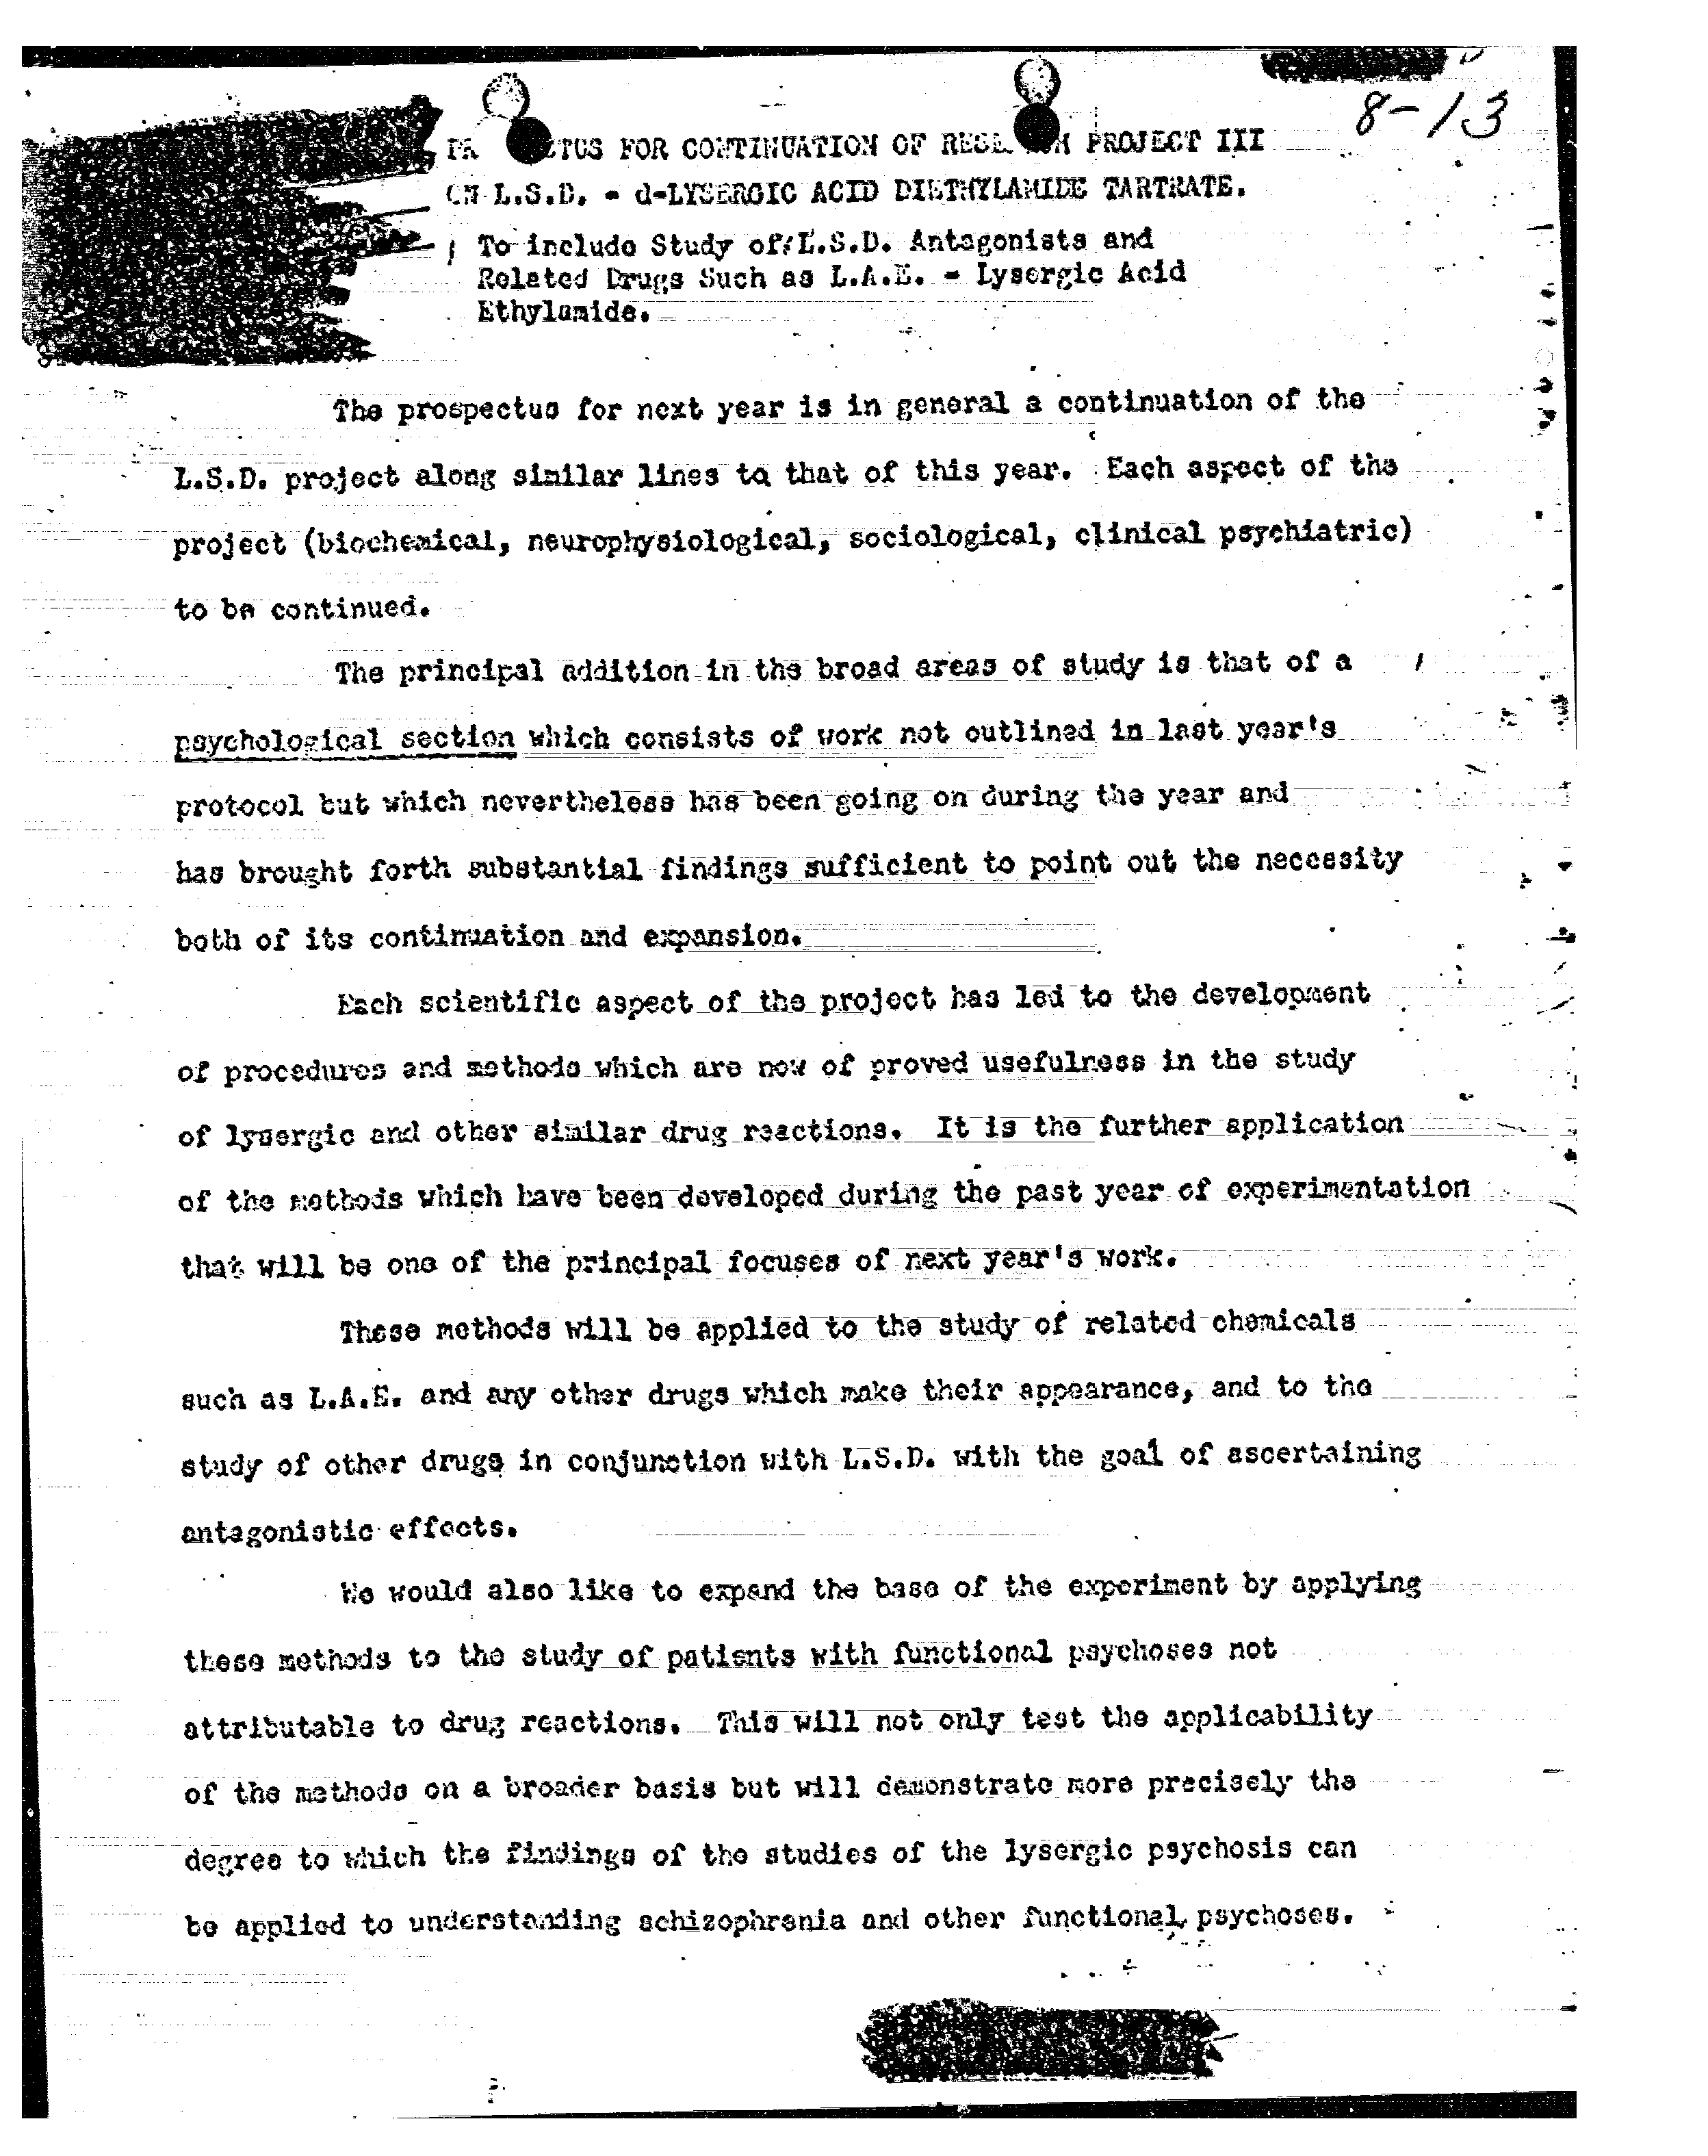 8-13
TUS FOR CONTINUATION OF PROJECT III
ON L.S.D. - d-LYSERGIC ACID DIETHYLAMIDE TARTRATE.
To include Study of L.S.D. Antagonists and
Related Drugs Such as L.A.E. - Lysergic Acid
Ethylamide.
The prospectus for next year is in general a continuation of the
L.S.D. project along similar lines to that of this year. Each aspect of the
project (biochemical, neurophysiological, sociological, clinical psychiatric)
to be continued.
The principal addition in the broad areas of study is that of a
psychological section which consists of work not outlined in last year's
protocol but which nevertheless has been going on during the year and
has brought forth substantial findings sufficient to point out the necessity
both of its continuation and expansion.
Each scientific aspect of the project has led to the development
of procedures and methods which are now of proved usefulness in the study
of lysergic and other similar drug reactions. It is the further application
of the methods which have been developed during the past year of experimentation
that will be one of the principal focuses of next year's work.
These methods will be applied to the study of related chemicals
such as L.A.E. and any other drugs which make their appearance, and to the
study of other drugs in conjunction with L.S.D. with the goal of ascertaining
antagonistic effects.
We would also like to expand the base of the experiment by applying
these methods to the study of patients with functional psychoses not
attributable to drug reactions. This will not only test the applicability
of the methods on a broader basis but will demonstrate more precisely the
degree to which the findings of the studies of the lysergic psychosis can
be applied to understanding schizophrenia and other functional psychoses.